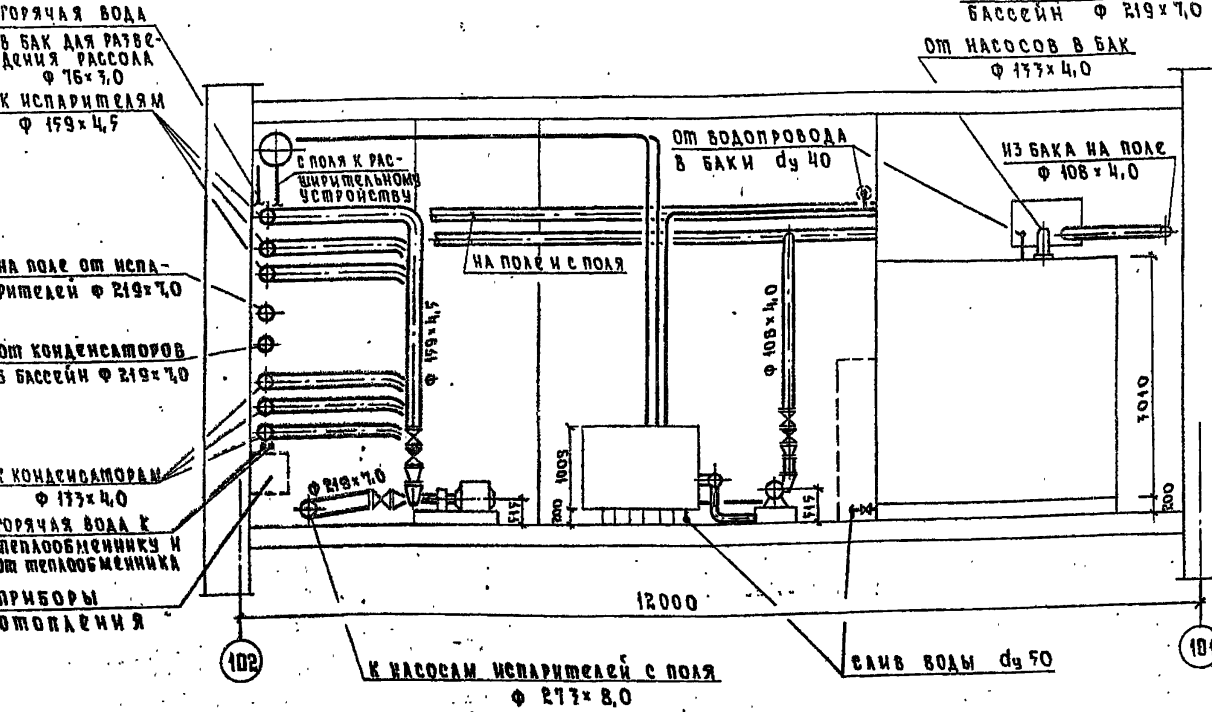 ГОРЯЧАЯ ВОДА
В БАК ДЛЯ РАЗВЕ-
ДЕНИЯ РАССОЛА
Ф 76×3,0
К ИСПАРИТЕЛЯМ
Ф 159×4,5
С ПОЛЯ К РАС-
ШИРИТЕЛЬНОМУ
УСТРОЙСТВУ
БАССЕЙН Ф 219×7,0
ОТ НАСОСОВ В БАК
Ф 133×4,0
ОТ ВОДОПРОВОДА
В БАКИ dу 40
ИЗ БАКА НА ПОЛЕ
Ф 108×4,0
НА ПОЛЕ И С ПОЛЯ
НА ПОЛЕ ОТ ИСПА-
РИТЕЛЕЙ Ф 219×7,0
ОТ КОНДЕНСАТОРОВ
В БАССЕЙН Ф 219×7,0
Ф 159×4,5
Ф 108×4,0
3010
К КОНДЕНСАТОРАМ
Ф 133×4,0
Ф 219×7,0
515
200
1005
515
200
ГОРЯЧАЯ ВОДА К
ТЕПЛООБМЕННИКУ И
ОТ ТЕПЛООБМЕННИКА
ПРИБОРЫ
ОТОПЛЕНИЯ
12000
102
101
К НАСОСАМ ИСПАРИТЕЛЕЙ С ПОЛЯ
Ф 273×8,0
СЛИВ ВОДЫ dу 50